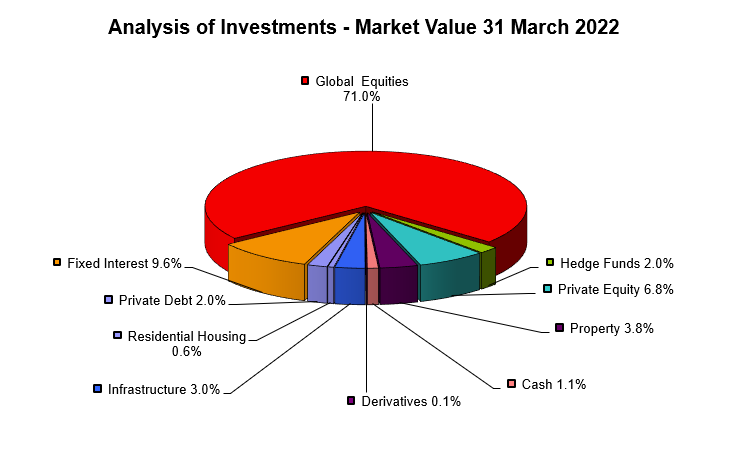 Analysis of Investments - Market Value 31 March 2022
Global Equities
71.0%
Fixed Interest 9.6%
Hedge Funds 2.0%
Private Equity 6.8%
Private Debt 2.0%
Property 3.8%
Residential Housing
0.6%
Infrastructure 3.0%
Cash 1.1%
Derivatives 0.1%